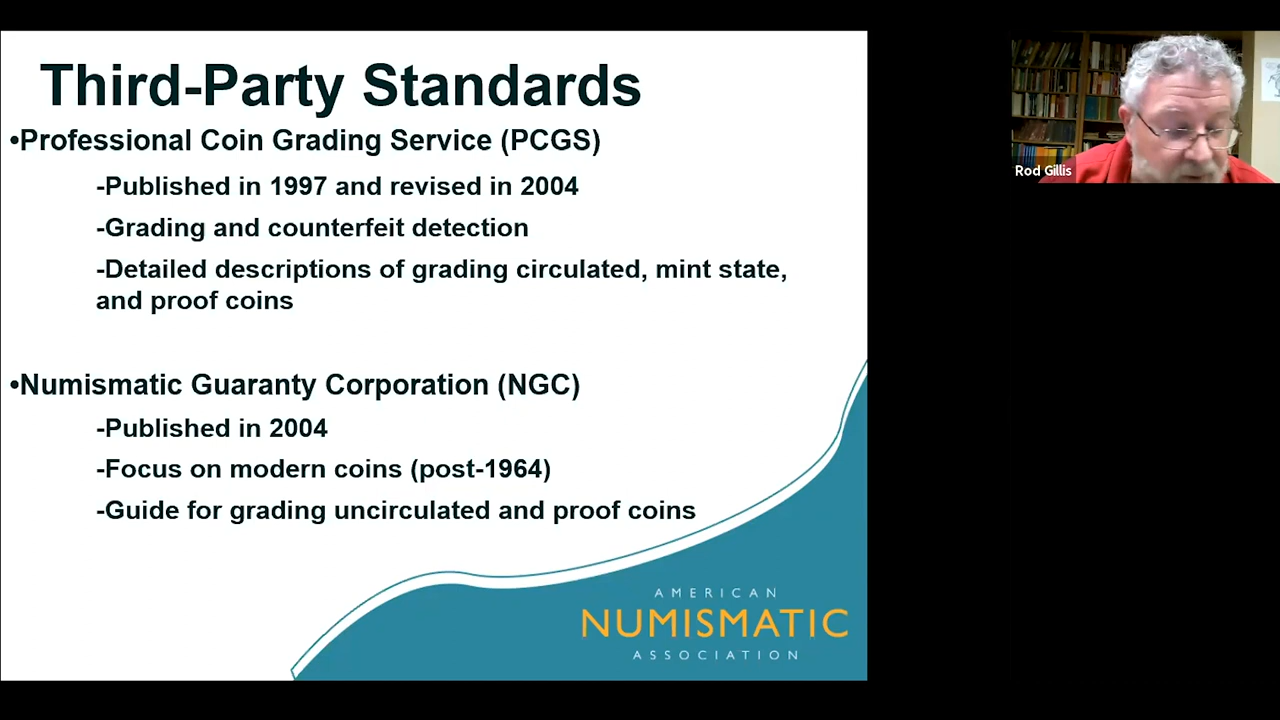 Third-Party Standards
•Professional Coin Grading Service (PCGS)
-Published in 1997 and revised in 2004
-Grading and counterfeit detection
-Detailed descriptions of grading circulated, mint state,
and proof coins
•Numismatic Guaranty Corporation (NGC)
-Published in 2004
-Focus on modern coins (post-1964)
-Guide for grading uncirculated and proof coins
AMERICAN
NUMISMATIC
ASSOCIATION
Rod Gillis